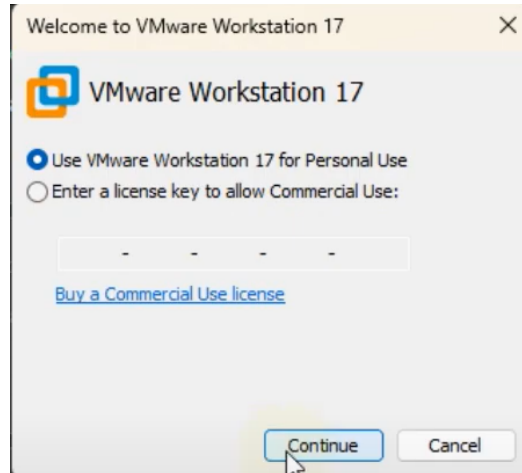 Welcome to VMware Workstation 17
VMware Workstation 17
Use VMware Workstation 17 for Personal Use
Enter a license key to allow Commercial Use:
- - - -
Buy a Commercial Use license
Continue Cancel